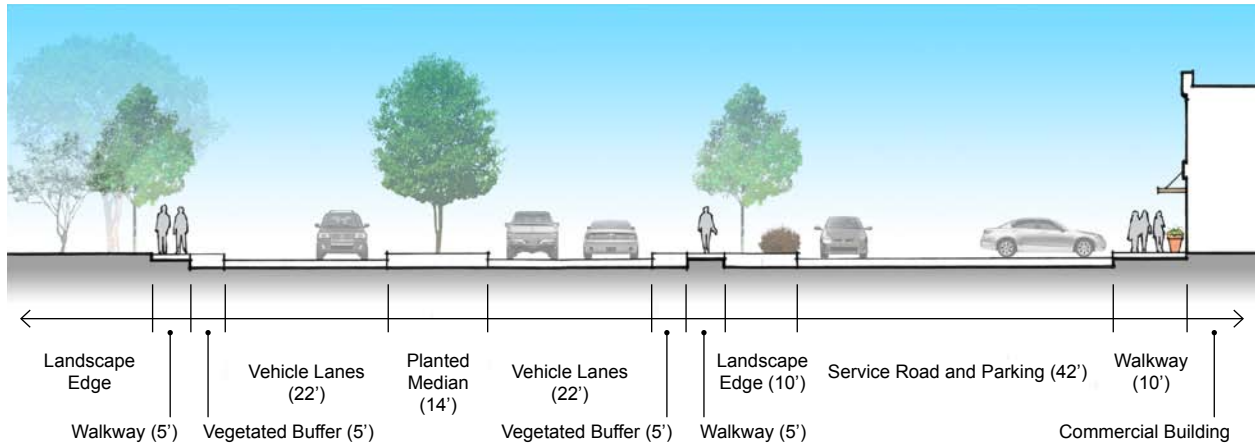 Landscape
Edge
Vehicle Lanes
(22’)
Planted
Median
(14’)
Vehicle Lanes
(22’)
Landscape
Edge (10’)
Service Road and Parking (42’)
Walkway
(10’)
Walkway (5’)
Vegetated Buffer (5’)
Vegetated Buffer (5’)
Walkway (5’)
Commercial Building